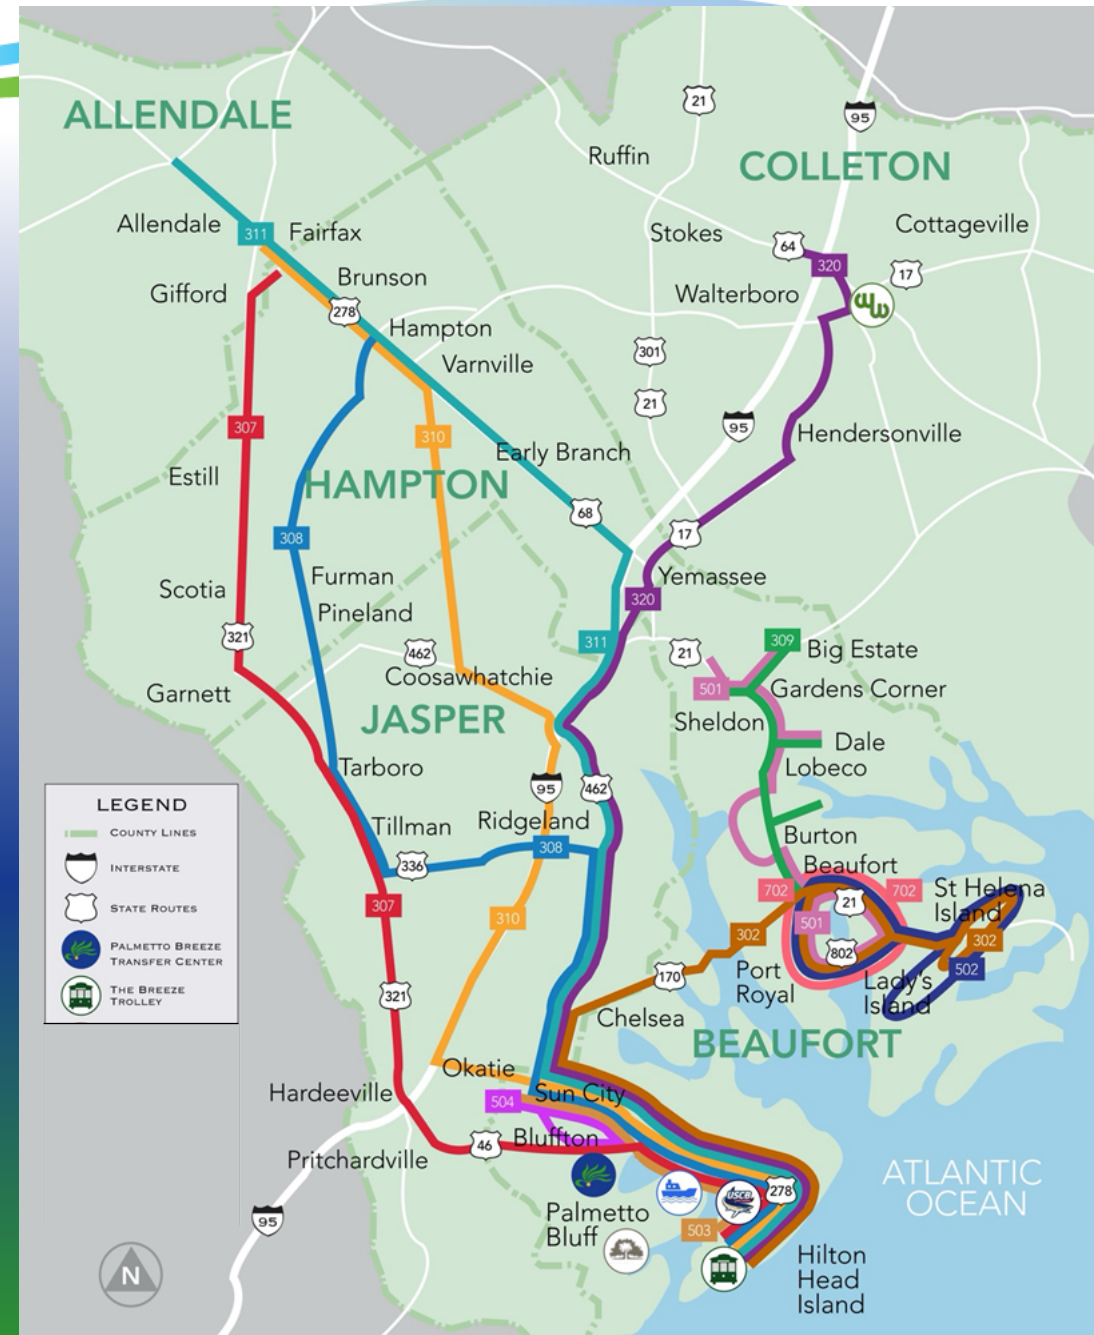 21
95
ALLENDALE
Ruffin
COLLETON
Allendale
311
Fairfax
Stokes
64
Cottageville
320
17
Gifford
Brunson
Walterboro
WW
278
Hampton
Varnville
301
21
307
310
95
Hendersonville
Early Branch
Estill
HAMPTON
68
308
17
Furman
Yemassee
Scotia
Pineland
320
321
311
309
462
21
Big Estate
Coosawhatchie
501
Gardens Corner
Garnett
JASPER
Sheldon
Dale
Tarboro
Lobeco
95
462
LEGEND
COUNTY LINES
INTERSTATE
STATE ROUTES
PALMETTO BREEZE
TRANSFER CENTER
THE BREEZE
TROLLEY
Tillman
Ridgeland
Burton
336
308
Beaufort
702
702
St Helena
Island
307
310
21
501
302
302
802
502
170
Port
Royal
Lady's
Island
321
Chelsea
BEAUFORT
Okatie
Hardeeville
504
Sun City
46
Bluffton
Pritchardville
ATLANTIC
OCEAN
278
USCB
Palmetto
Bluff
503
95
N
Hilton
Head
Island